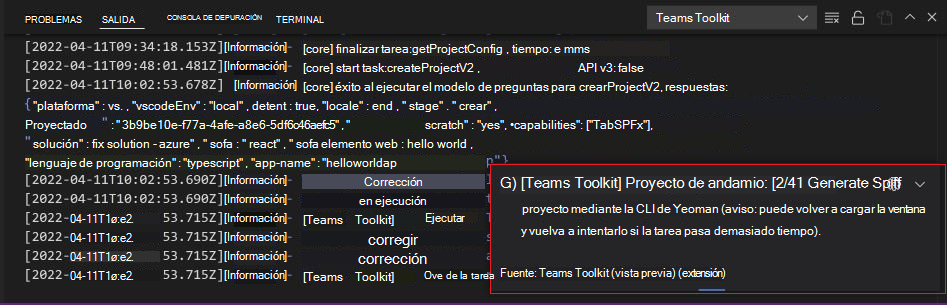 PROBLEMAS SALIDA CONSOLA DE DEPURACIÓN TERMINAL Teams Toolkit
[2022-04-11T09:34:18.153Z][Información]- [core] finalizar tarea:getProjectConfig , tiempo: e mms
[2022-04-11T09:48:01.481Z][Información]- [core] start task:createProjectV2 , API v3: false
[2022-04-11T10:02:53.678Z] [Información] [core] éxito al ejecutar el modelo de preguntas para crearProjectV2, respuestas:
{ "plataforma" : vs. , "vscodeEnv" : "local" , detent : true, "locale" : end , " stage" . " crear" ,
Proyectado " : "3b9be10e-f77a-4afe-a8e6-5df6c46aefc5" , " scratch" : "yes", •capabilities": ["TabSPFx"],
" solución" : fix solution - azure" , " sofa : " react" , " sofa elemento web : hello world ,
"lenguaje de programación" : "typescript" , "app-name" : "helloworldap p"}
[2022-04-11T10:02:53.690Z][Información]- Corrección
[2022-04-11T10:02:53.690Z][Información]- en ejecución
[2022-04-11T1ø:e2. 53.715Z][Información]- [Teams Toolkit] Ejecutar
[2022-04-11T1ø:e2. 53.715Z][Información]- corregir
[2022-04-11T1ø:e2. 53.715Z][Información]- corrección
[2022-04-11T1ø:e2. 53.715Z][Información]- [Teams Toolkit] Ove de la tarea
G) [Teams Toolkit] Proyecto de andamio: [2/41 Generate
proyecto mediante la CLI de Yeoman (aviso: puede volver a cargar la ventana
y vuelva a intentarlo si la tarea pasa demasiado tiempo).
Fuente: Teams Toolkit (vista previa) (extensión)